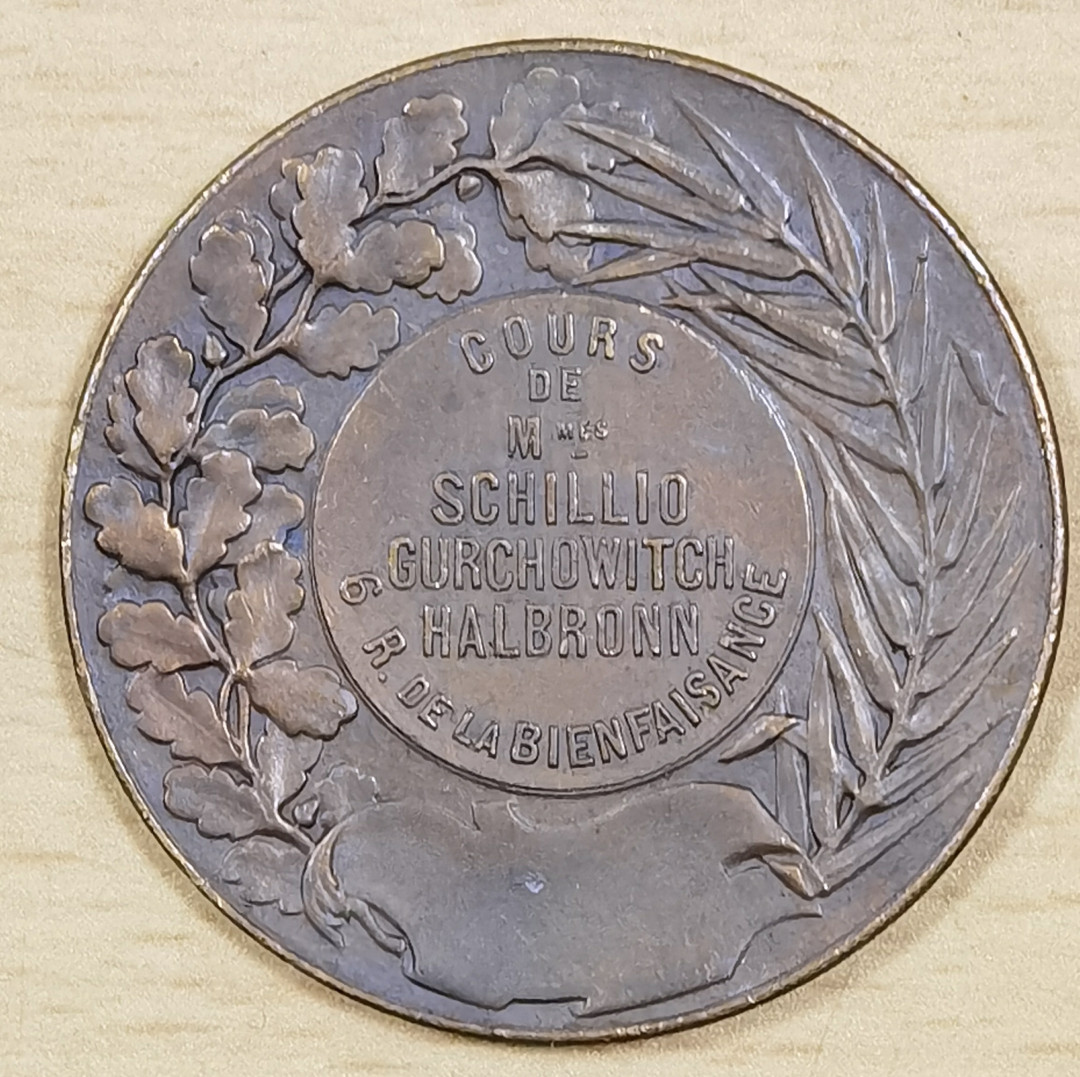 COURS
DE
MMES
SCHILLIO
GURCHOWITCH
HALBRONN
6 R. DE LA BIENFAISANCE